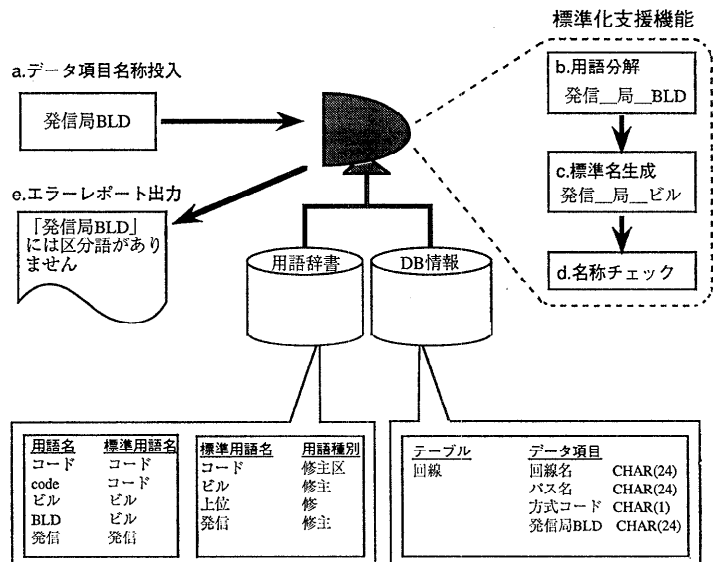 標準化支援機能
a.データ項目名称投入
発信局BLD
b.用語分解
発信__局__BLD
c.標準名生成
発信__局__ビル
d.名称チェック
e.エラーレポート出力
「発信局BLD」
には区分語があり
ません
用語辞書
DB情報
用語名 標準用語名
コード コード
code コード
ビル ビル
BLD ビル
発信 発信
標準用語名 用語種別
コード 修主区
ビル 修主
上位 修
発信 修主
テーブル データ項目
回線 回線名 CHAR(24)
パス名 CHAR(24)
方式コード CHAR(1)
発信局BLD CHAR(24)